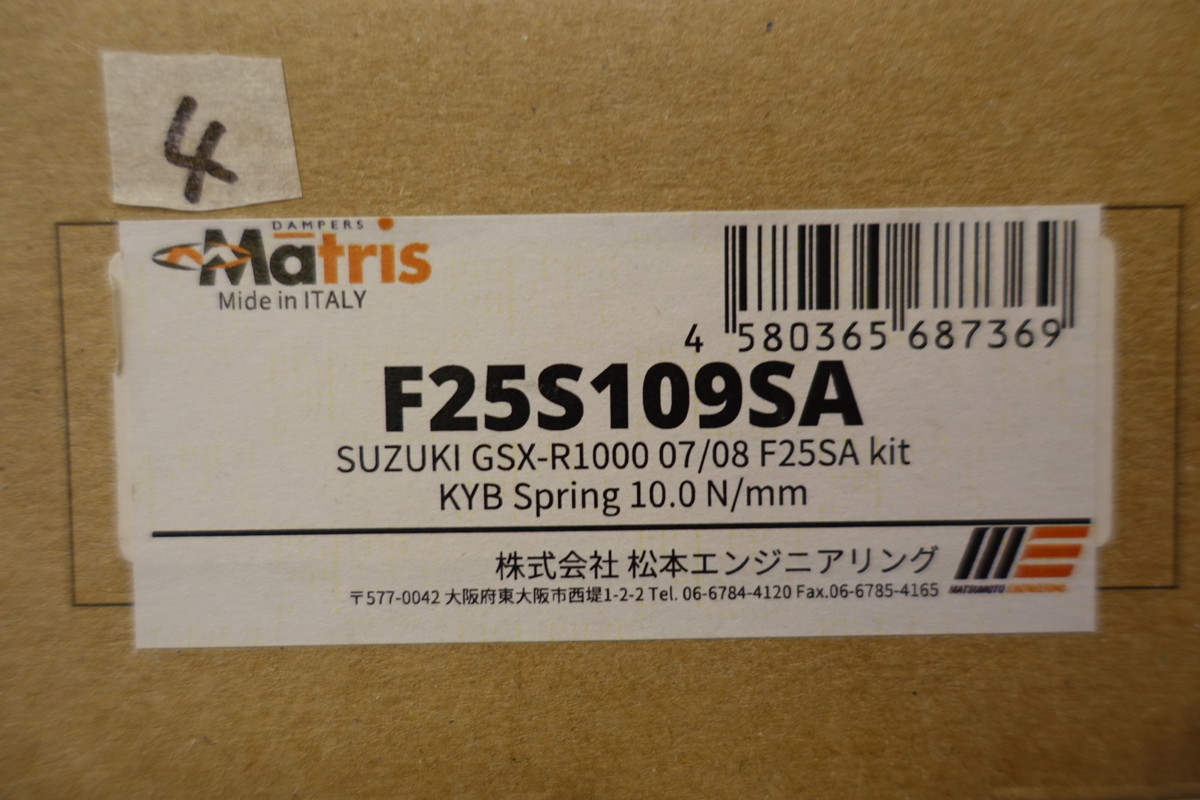 4
DAMPERS
Matris
Mide in ITALY
4 580365 687369
F25S109SA
SUZUKI GSX-R1000 07/08 F25SA kit
KYB Spring 10.0 N/mm
株式会社 松本エンジニアリング
〒577-0042 大阪府東大阪市西堤1-2-2 Tel. 06-6784-4120 Fax.06-6785-4165
MATSUMOTO ENGINEERING